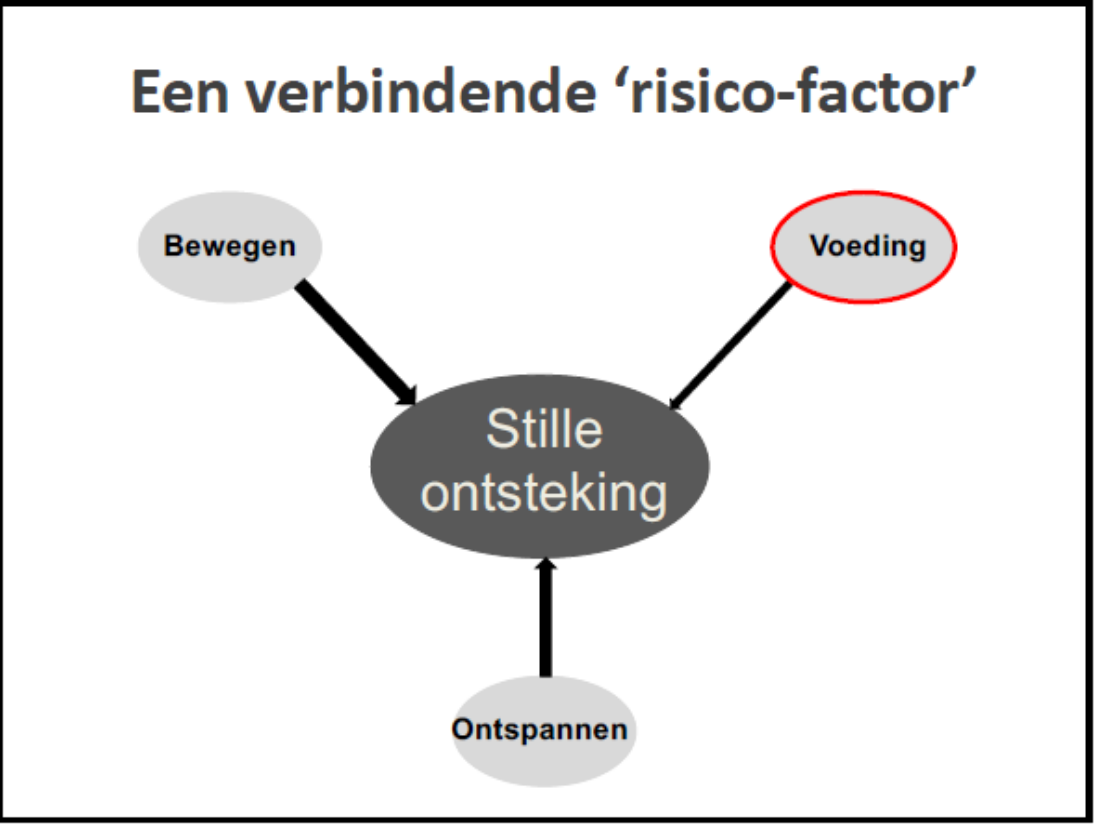 Een verbindende ‘risico-factor’
Bewegen
Voeding
Stille
ontsteking
Ontspannen